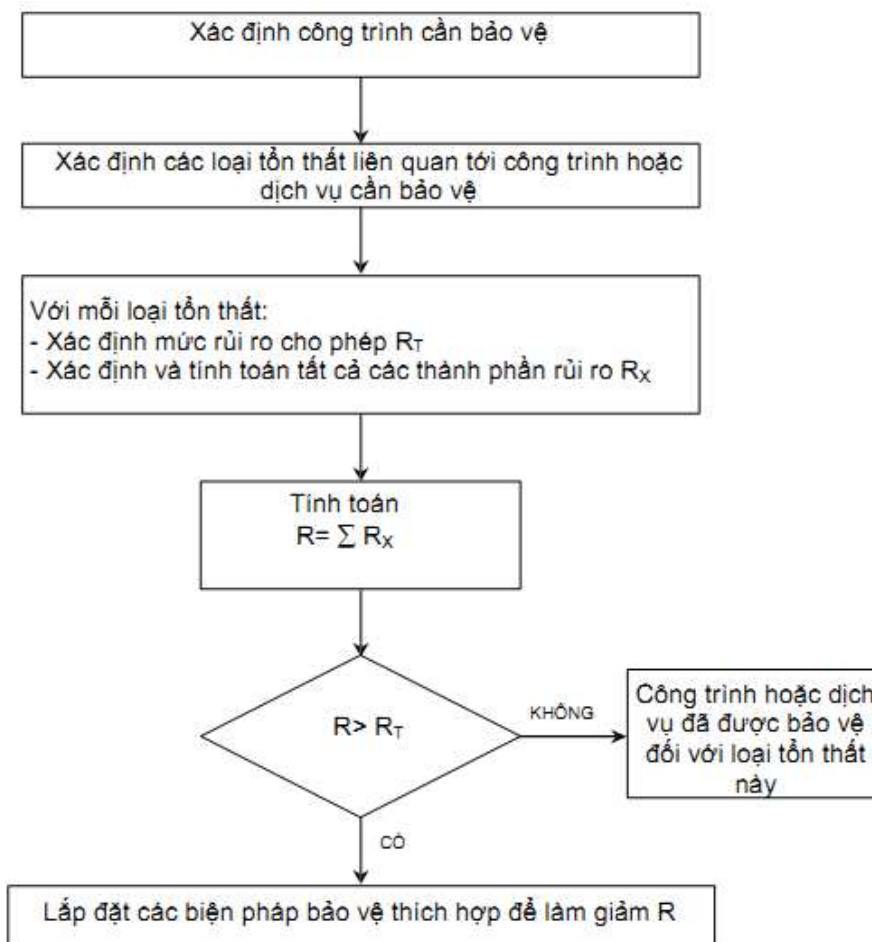 Xác định công trình cần bảo vệ
Xác định các loại tổn thất liên quan tới công trình hoặc
dịch vụ cần bảo vệ
Với mỗi loại tổn thất:
- Xác định mức rủi ro cho phép R_T
- Xác định và tính toán tất cả các thành phần rủi ro R_X
Tính toán
R= ∑ R_X
R> R_T
KHÔNG
Công trình hoặc dịch
vụ đã được bảo vệ
đối với loại tổn thất
này
CÓ
Lắp đặt các biện pháp bảo vệ thích hợp để làm giảm R